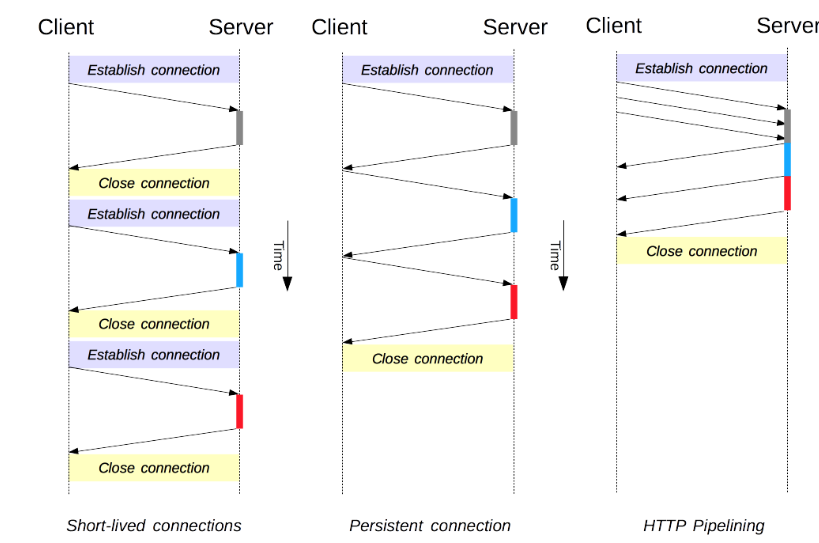 Client Server Client Server Client Server
Establish connection Establish connection Establish connection
Close connection
Establish connection
Time Time
Close connection
Close connection
Establish connection
Close connection
Close connection
Short-lived connections Persistent connection HTTP Pipelining